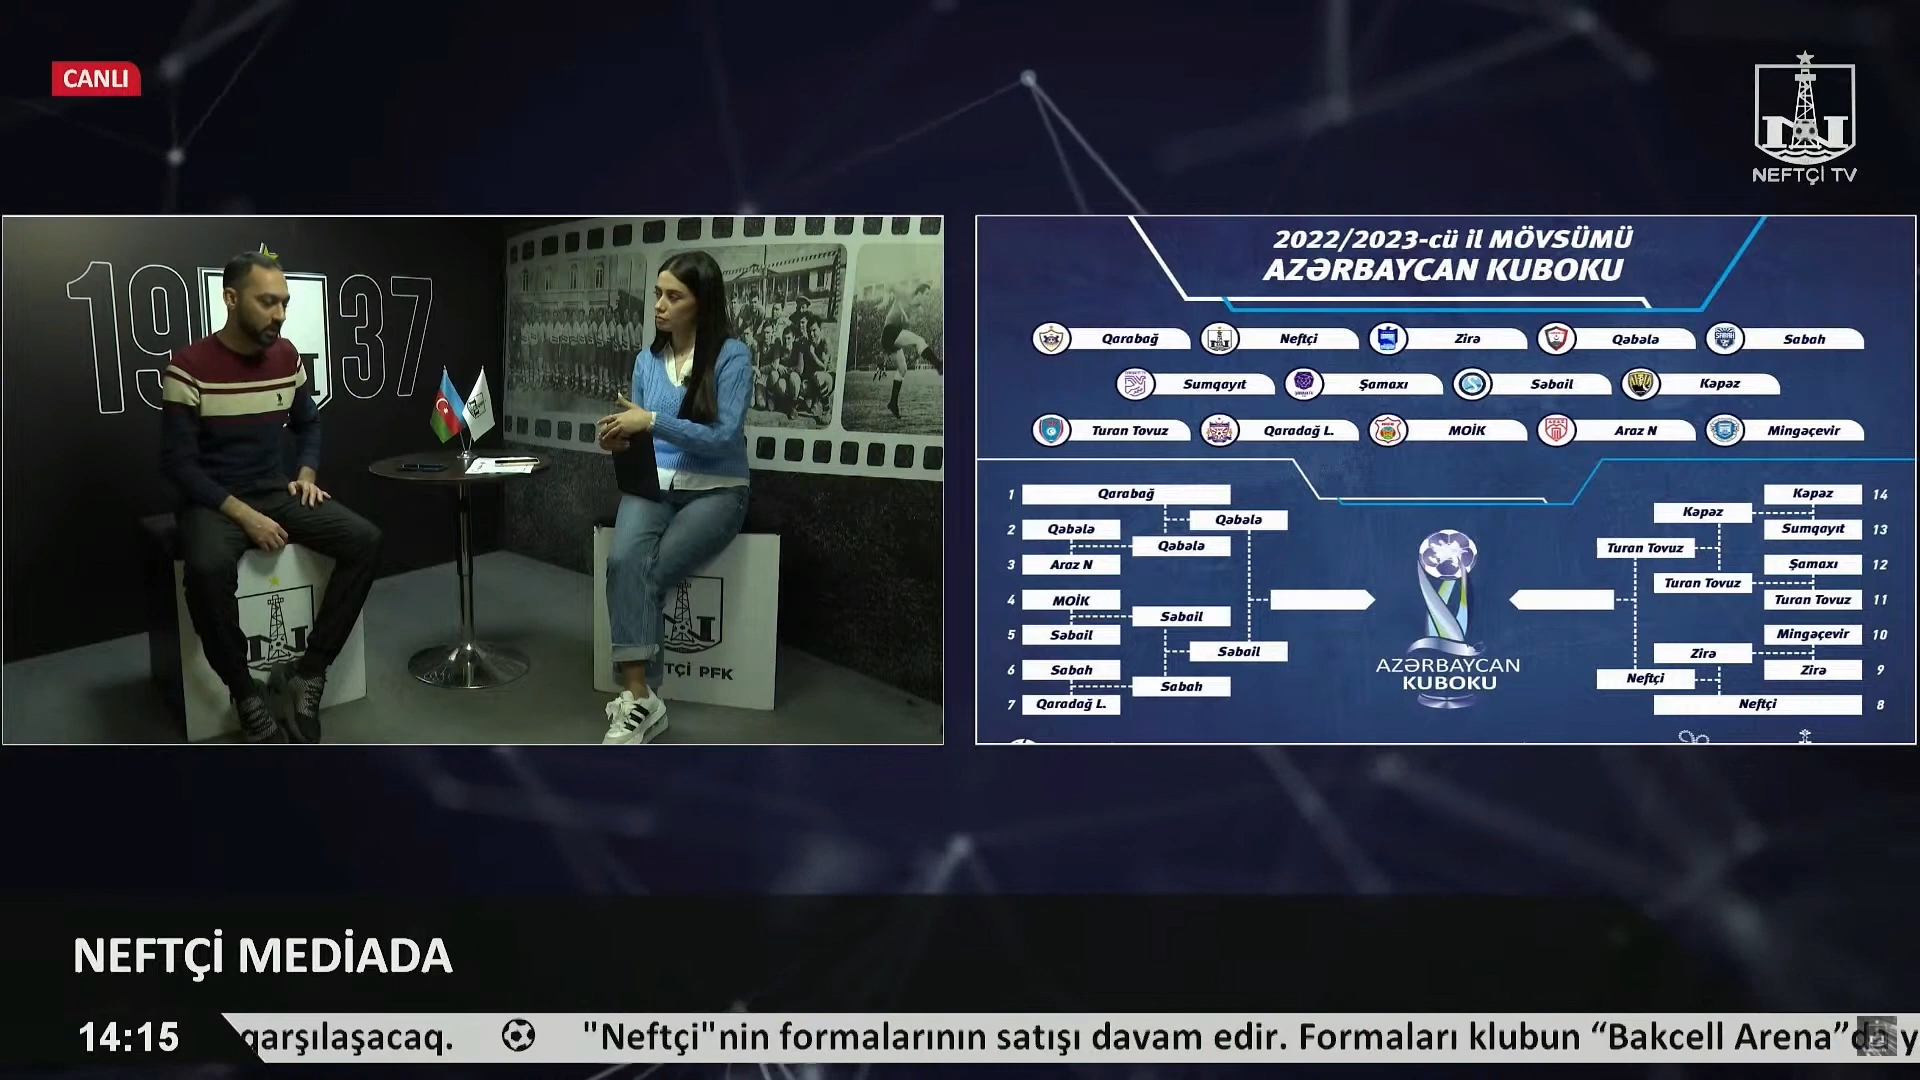 CANLI
NEFTÇİ TV
1937
ÇI PFK
2022/2023-cü il MÖVSÜMÜ
AZƏRBAYCAN KUBOKU
Qarabağ Neftçi Zirə Qəbələ Sabah
Sumqayıt Şamaxı Səbail Kəpəz
Turan Tovuz Qaradağ L. MOİK Araz N Mingəçevir
1 Qarabağ
2 Qəbələ
3 Araz N
4 MOİK
5 Səbail
6 Sabah
7 Qaradağ L.
Qəbələ
Səbail
Sabah
Qəbələ
Səbail
AZƏRBAYCAN
KUBOKU
Turan Tovuz
Neftçi
Kəpəz
Turan Tovuz
Zirə
Kəpəz 14
Sumqayıt 13
Şamaxı 12
Turan Tovuz 11
Mingəçevir 10
Zirə 9
Neftçi 8
NEFTÇİ MEDİADA
14:15
qarşılaşacaq. "Neftçi"nin formalarının satışı davam edir. Formaları klubun “Bakcell Arena”da y